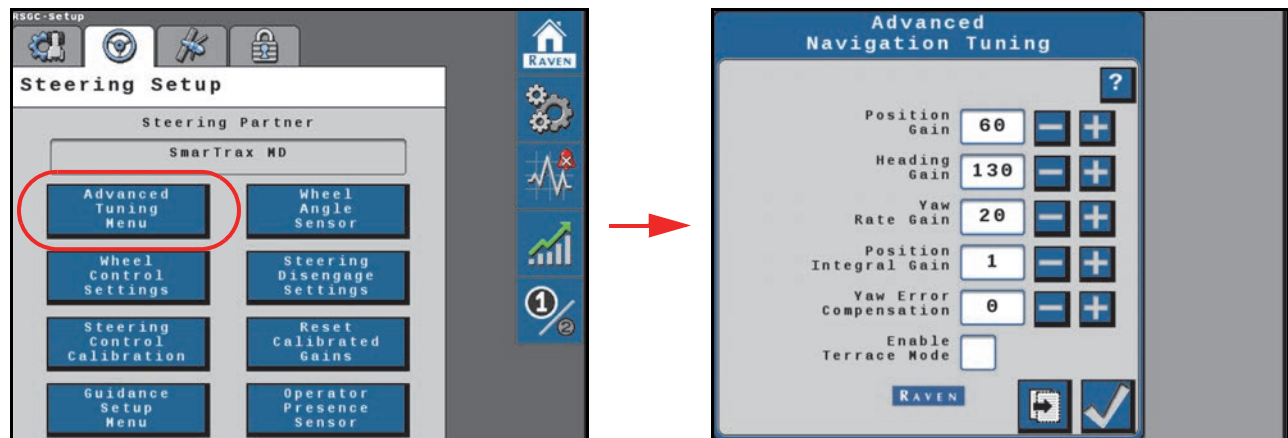 RSGC-Setup
Steering Setup
Steering Partner
SmarTrax MD
Advanced
Tuning
Menu
Wheel
Angle
Sensor
Wheel
Control
Settings
Steering
Disengage
Settings
Steering
Control
Calibration
Reset
Calibrated
Gains
Guidance
Setup
Menu
Operator
Presence
Sensor
RAVEN
1/2
Advanced
Navigation Tuning
?
Position
Gain
60
Heading
Gain
130
Yaw
Rate Gain
20
Position
Integral Gain
1
Yaw Error
Compensation
0
Enable
Terrace Mode
RAVEN